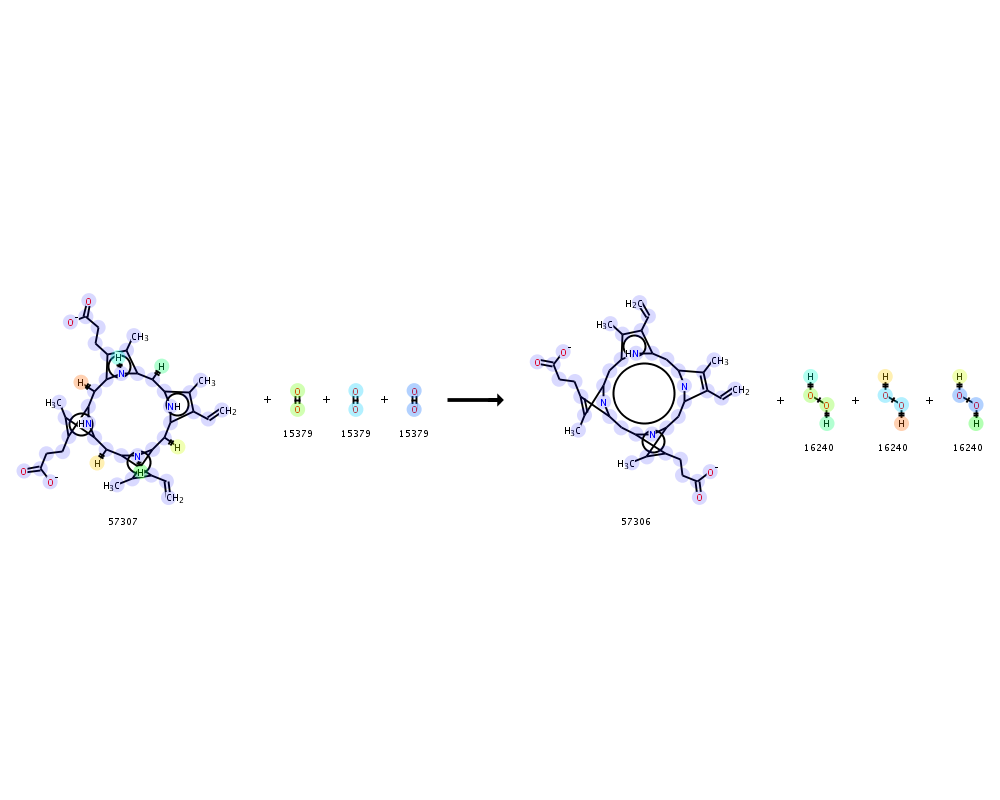 O
O⁻
CH₃
H
N
H
H
CH₃
NH
CH₂
H₃C
HN
H
H
N
H
O
O⁻
H₃C
CH₂
57307
+
O
O
15379
+
O
O
15379
+
O
O
15379
H₂C
H₃C
HN
O⁻
O
CH₃
N
CH₂
N
H₃C
N
H₃C
O⁻
O
57306
+
H
O
O
H
16240
+
H
O
O
H
16240
+
H
O
O
H
16240